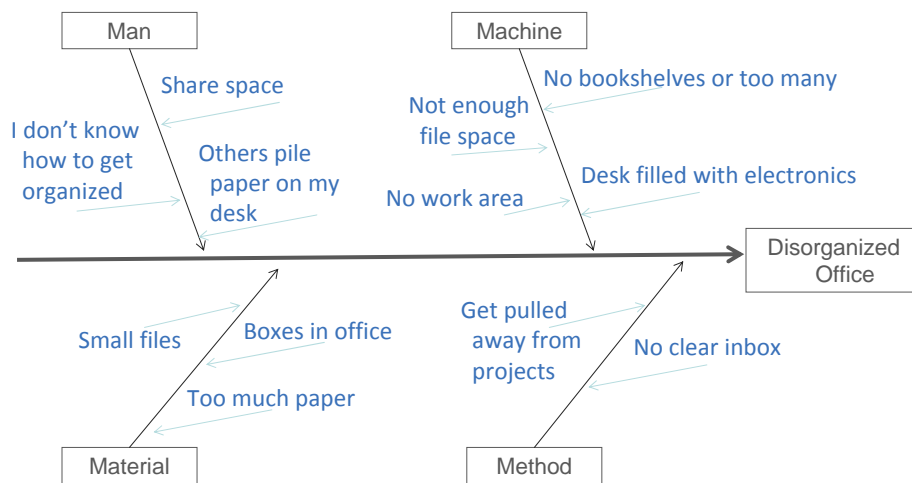 Man
Machine
Share space
No bookshelves or too many
Not enough
file space
I don’t know
how to get
organized
Others pile
paper on my
desk
No work area
Desk filled with electronics
Disorganized
Office
Small files
Boxes in office
Too much paper
Get pulled
away from
projects
No clear inbox
Material
Method